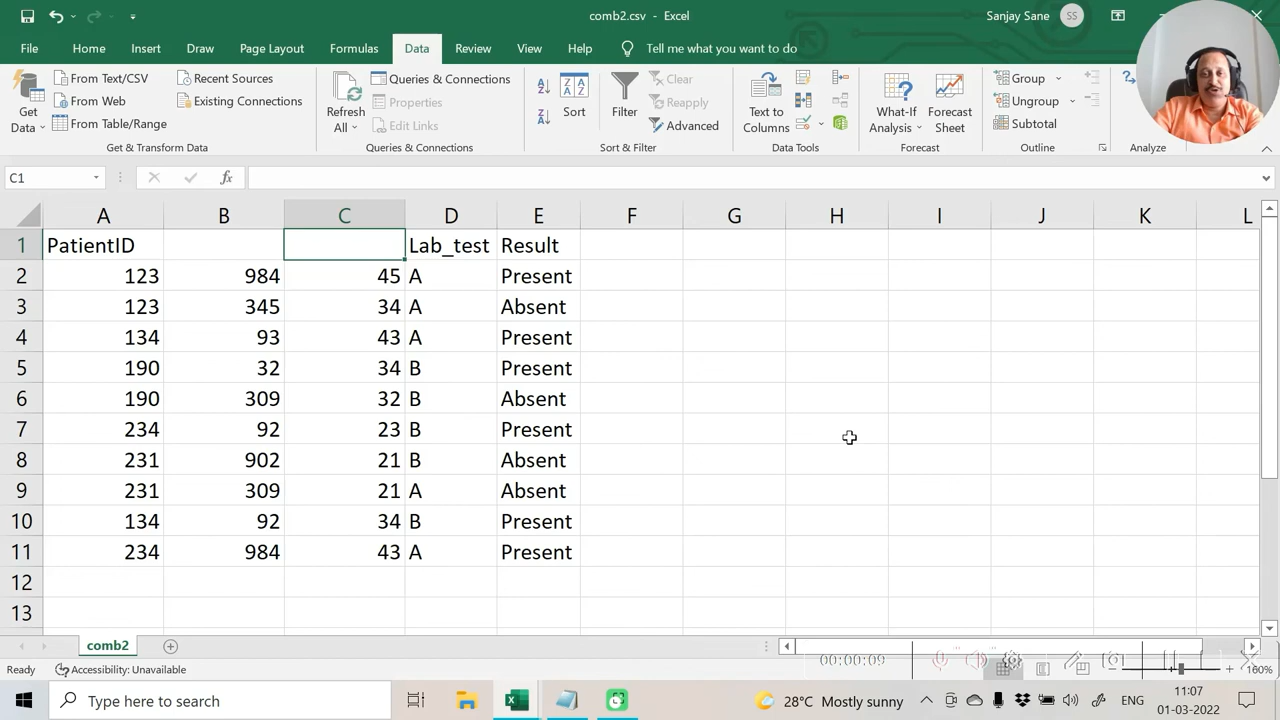 comb2.csv - Excel
Sanjay Sane SS
File Home Insert Draw Page Layout Formulas Data Review View Help Tell me what you want to do
Get Data
From Text/CSV
From Web
From Table/Range
Recent Sources
Existing Connections
Get & Transform Data
Refresh All
Queries & Connections
Properties
Edit Links
Queries & Connections
Sort
Filter
Clear
Reapply
Advanced
Sort & Filter
Text to Columns
Data Tools
What-If Analysis
Forecast Sheet
Forecast
Group
Ungroup
Subtotal
Outline
Analyze
C1 fx
A B C D E F G H I J K L
1 PatientID Lab_test Result
2 123 984 45 A Present
3 123 345 34 A Absent
4 134 93 43 A Present
5 190 32 34 B Present
6 190 309 32 B Absent
7 234 92 23 B Present
8 231 902 21 B Absent
9 231 309 21 A Absent
10 134 92 34 B Present
11 234 984 43 A Present
12
13
comb2
Ready Accessibility: Unavailable 00:00:09 160%
Type here to search 28°C Mostly sunny ENG 11:07
01-03-2022